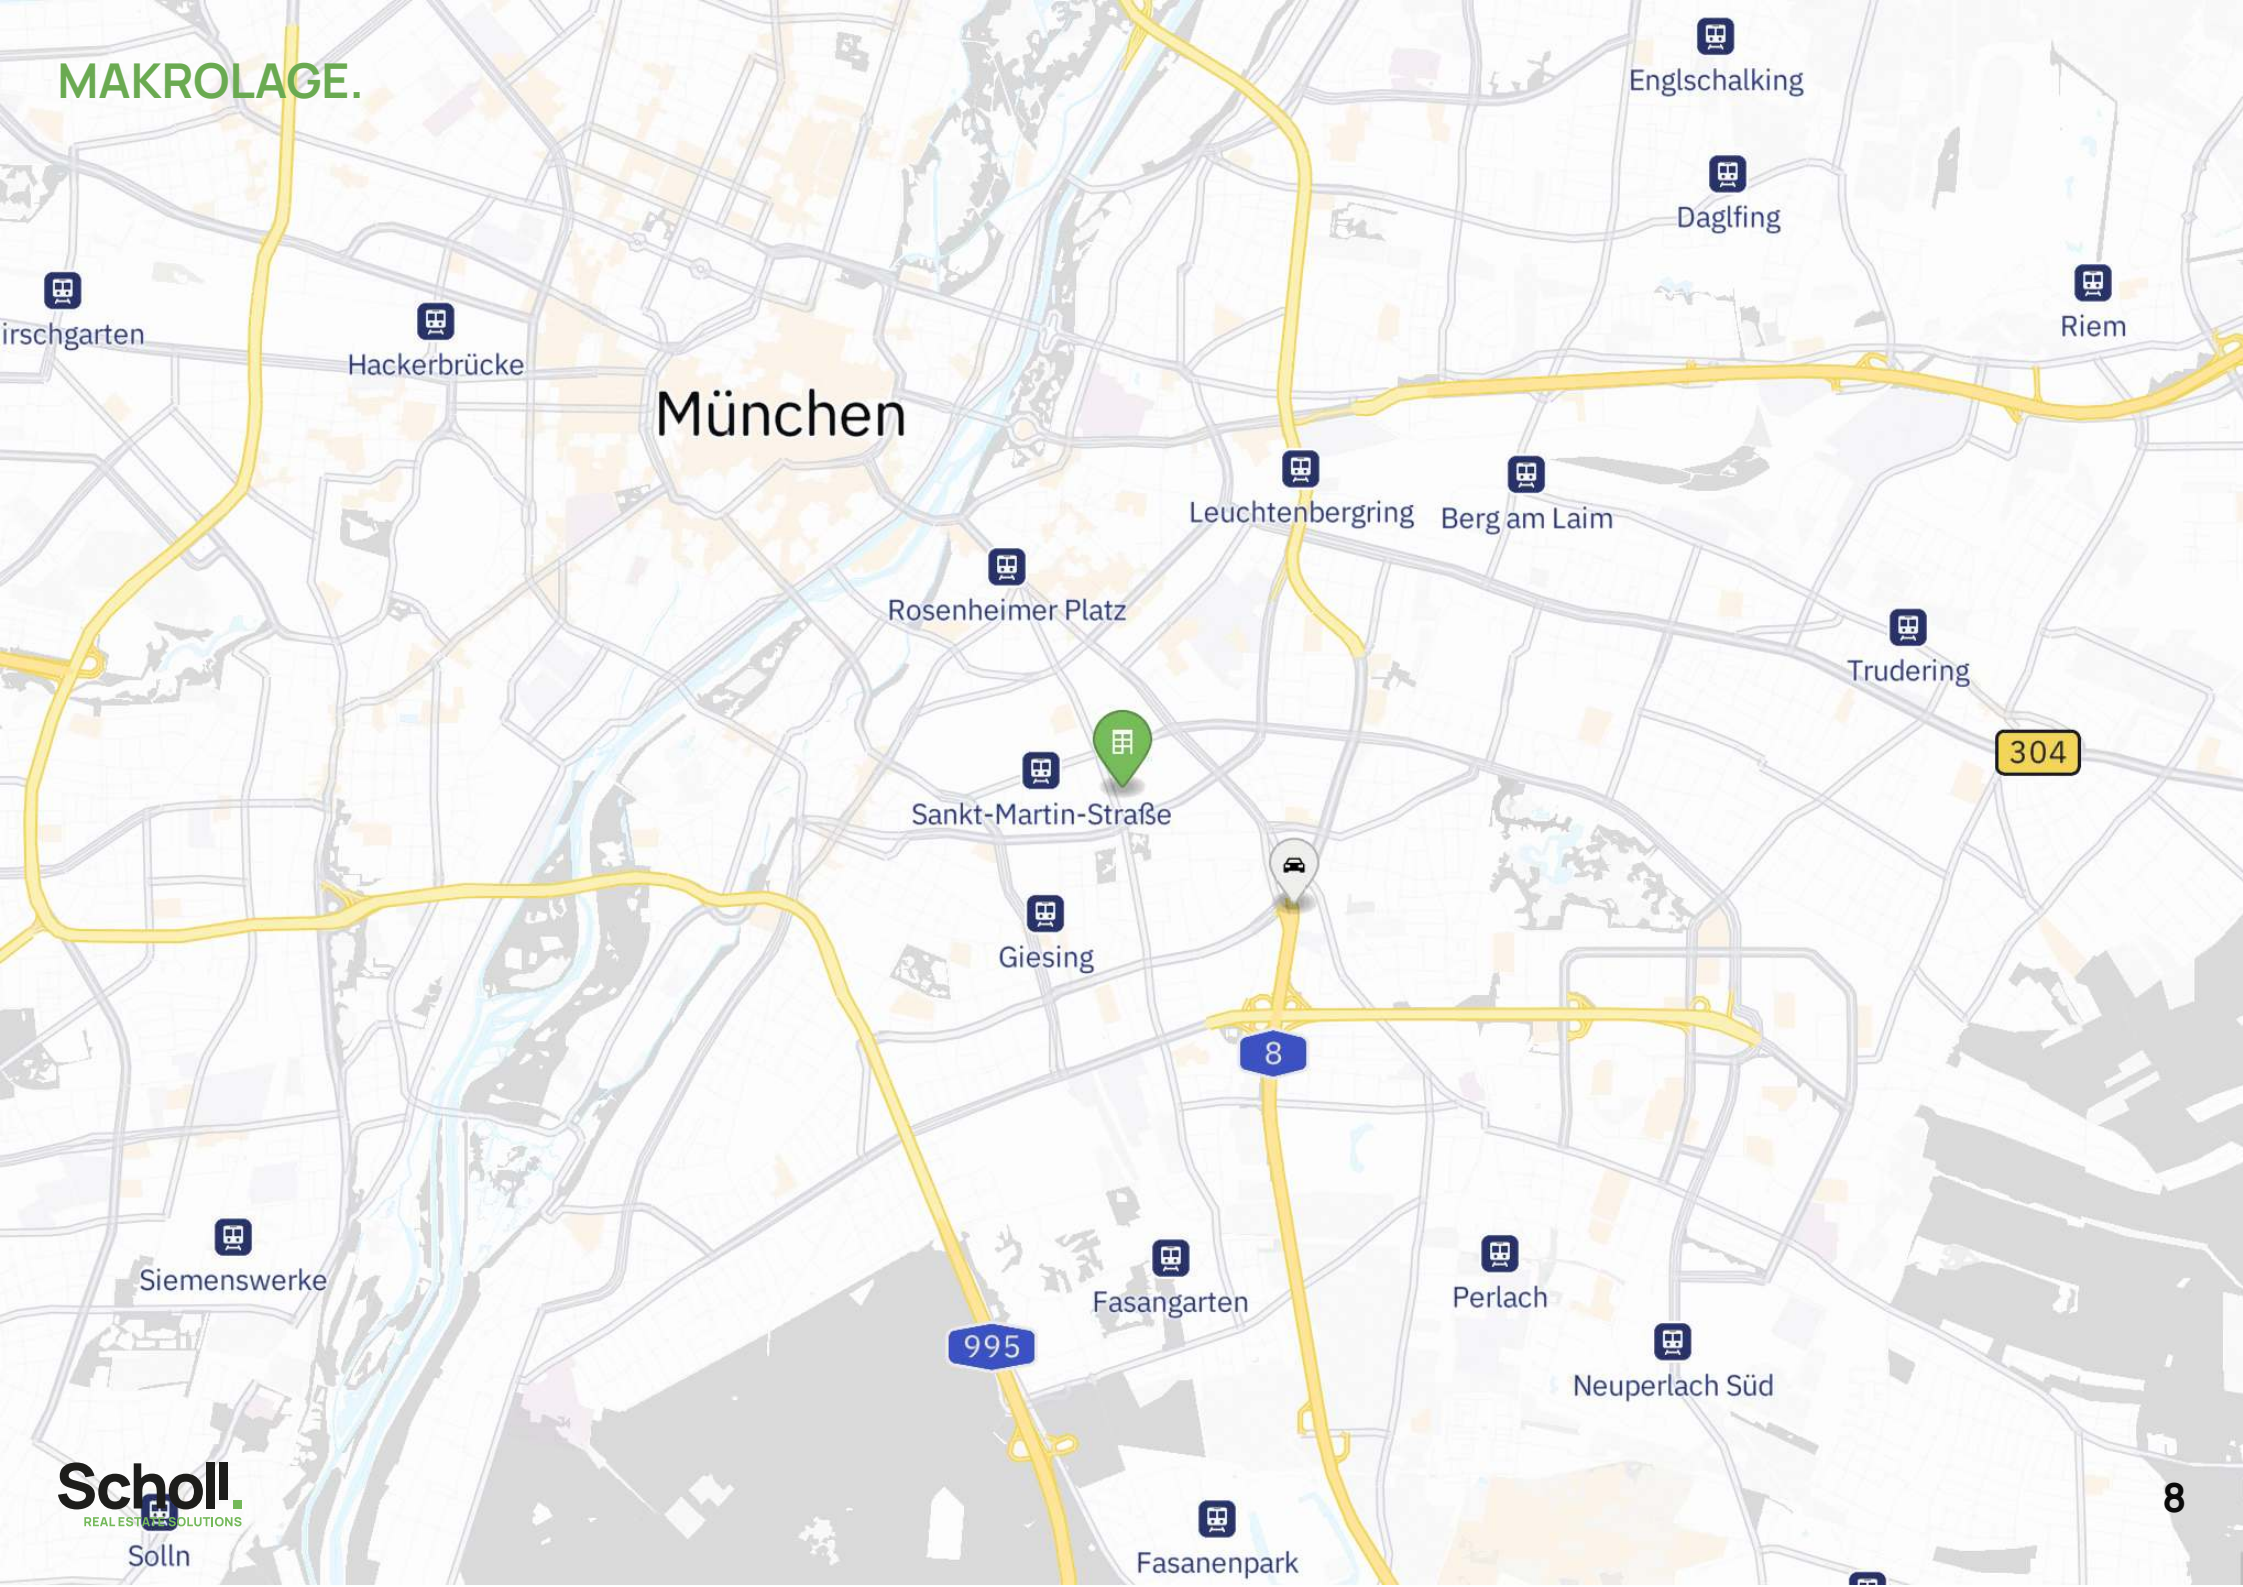 MAKROLAGE.
Englschalking
Daglfing
Riem
irschgarten
Hackerbrücke
München
Leuchtenbergring
Berg am Laim
Rosenheimer Platz
Trudering
304
Sankt-Martin-Straße
Giesing
8
Siemenswerke
Fasangarten
Perlach
995
Neuperlach Süd
Scholl.
REAL ESTATE SOLUTIONS
8
Solln
Fasanenpark